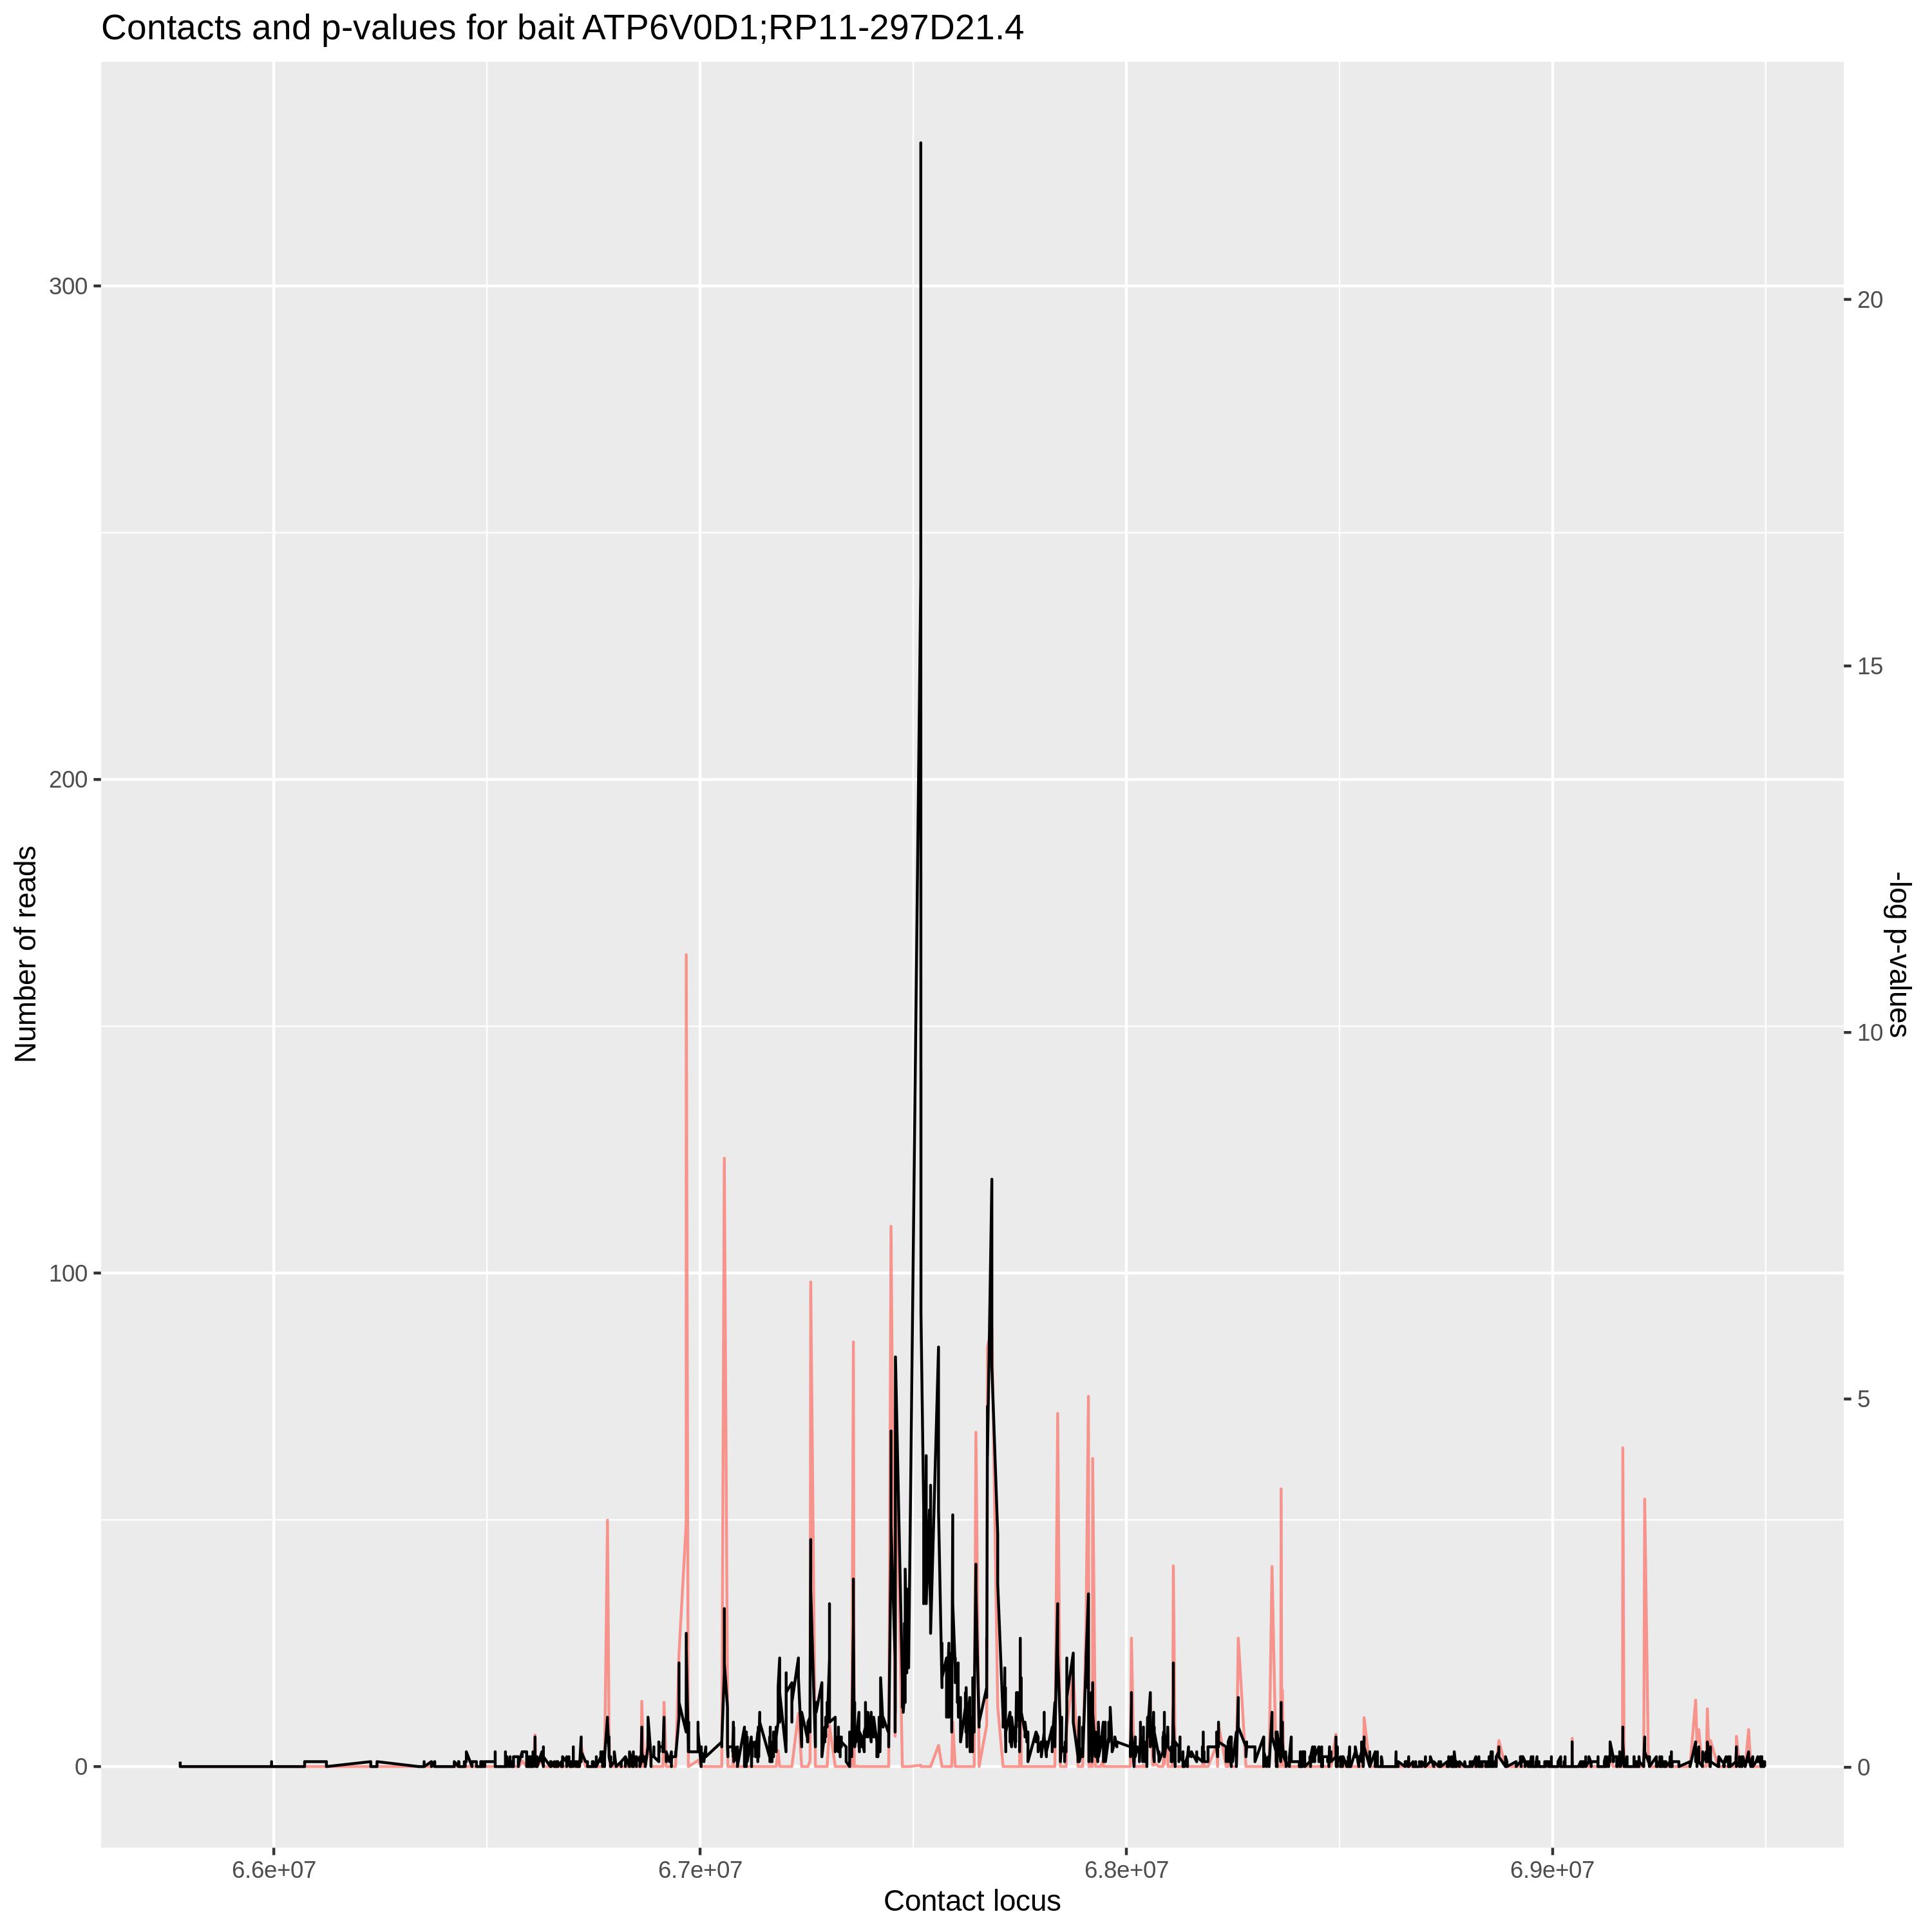 Contacts and p-values for bait ATP6V0D1;RP11-297D21.4
300
200
100
0
Number of reads
20
15
10
5
0
-log p-values
6.6e+07 6.7e+07 6.8e+07 6.9e+07
Contact locus